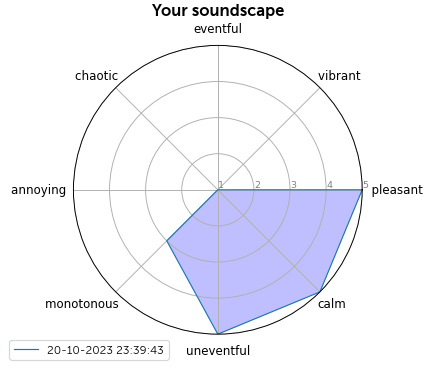 Your soundscape
eventful
chaotic
vibrant
annoying
1 2 3 4 5
pleasant
monotonous
calm
uneventful
20-10-2023 23:39:43